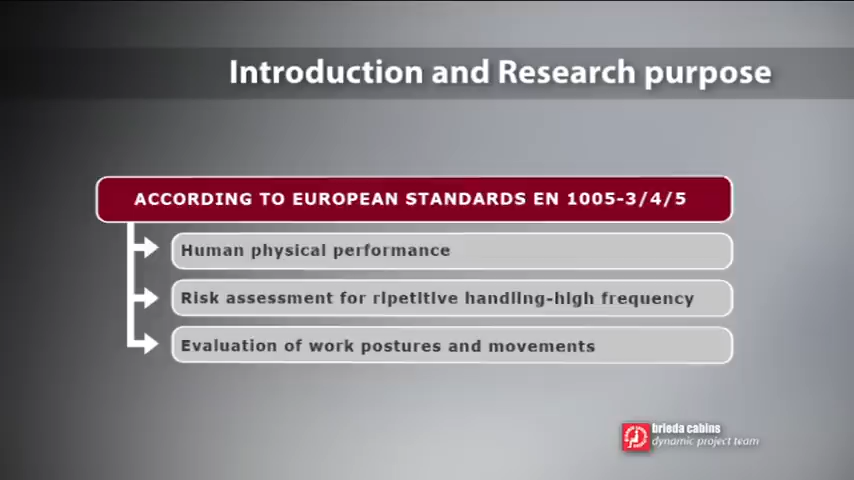 Introduction and Research purpose
ACCORDING TO EUROPEAN STANDARDS EN 1005-3/4/5
Human physical performance
Risk assessment for ripetitive handling-high frequency
Evaluation of work postures and movements
brieda cabins
dynamic project team